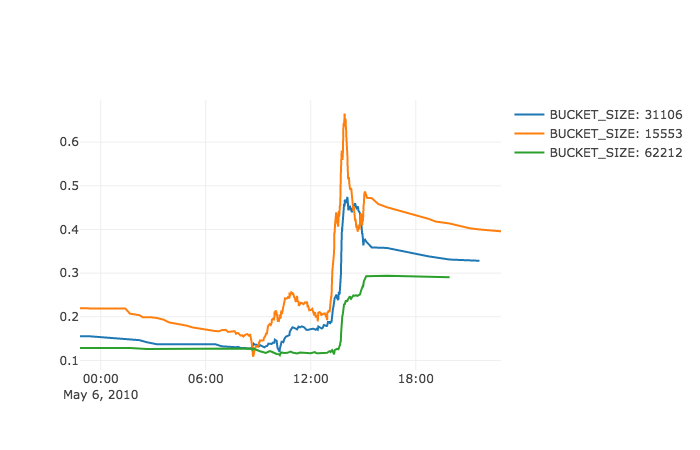 BUCKET_SIZE: 31106
BUCKET_SIZE: 15553
BUCKET_SIZE: 62212
0.6
0.5
0.4
0.3
0.2
0.1
00:00 06:00 12:00 18:00
May 6, 2010